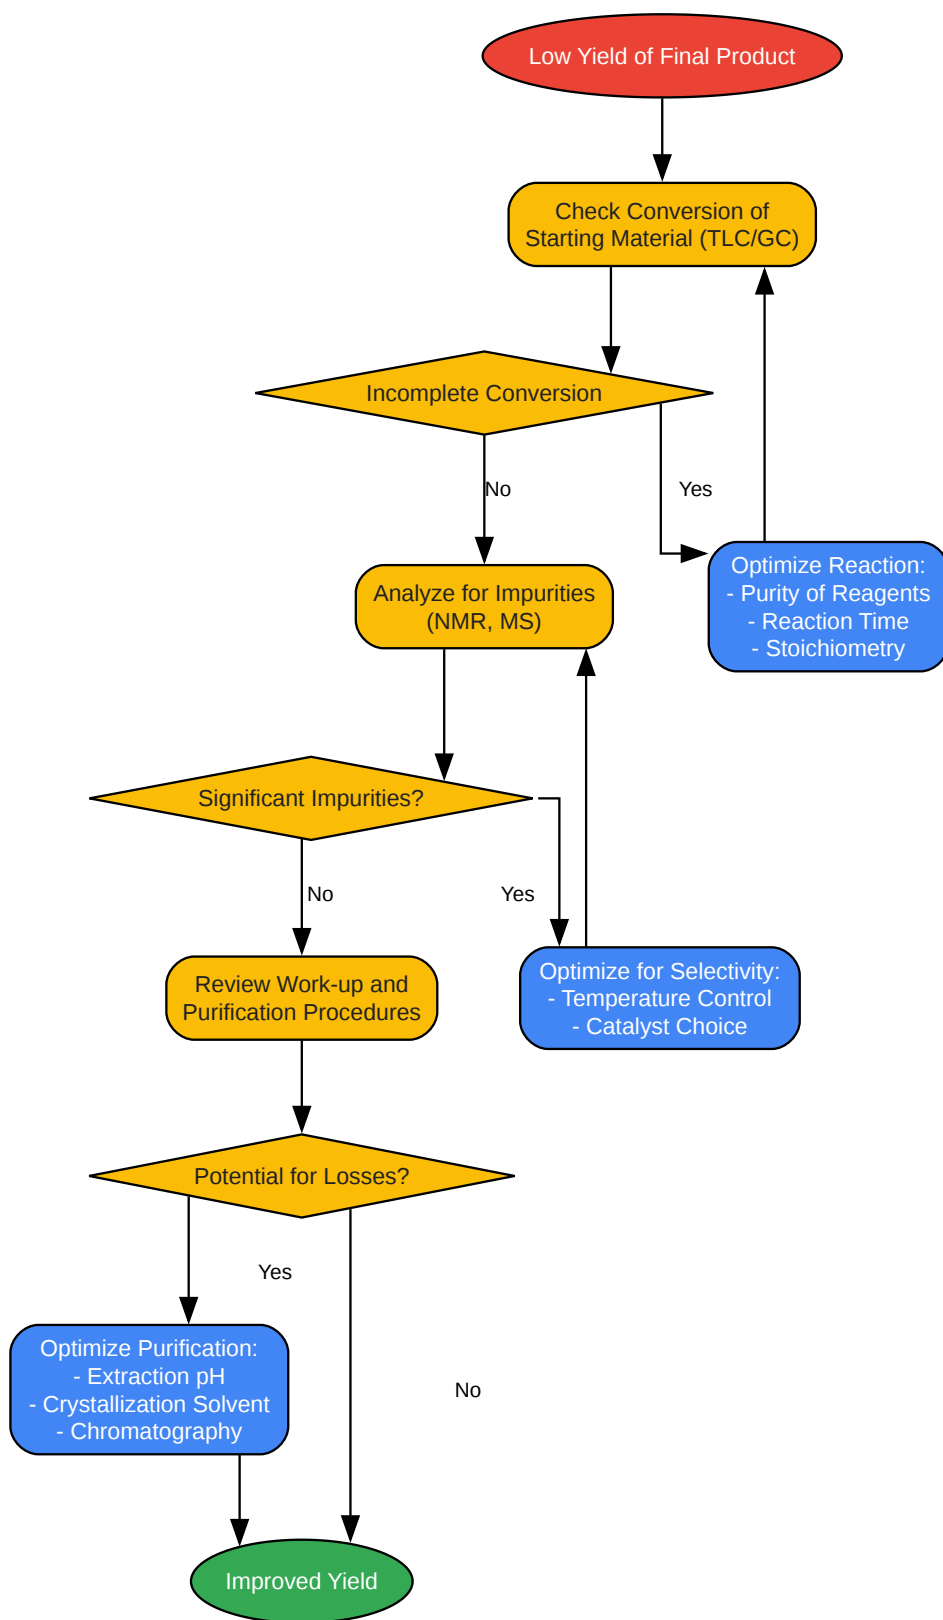 Low Yield of Final Product
Check Conversion of
Starting Material (TLC/GC)
Incomplete Conversion
No
Yes
Optimize Reaction:
- Purity of Reagents
- Reaction Time
- Stoichiometry
Analyze for Impurities
(NMR, MS)
Significant Impurities?
No
Yes
Optimize for Selectivity:
- Temperature Control
- Catalyst Choice
Review Work-up and
Purification Procedures
Potential for Losses?
Yes
No
Optimize Purification:
- Extraction pH
- Crystallization Solvent
- Chromatography
Improved Yield